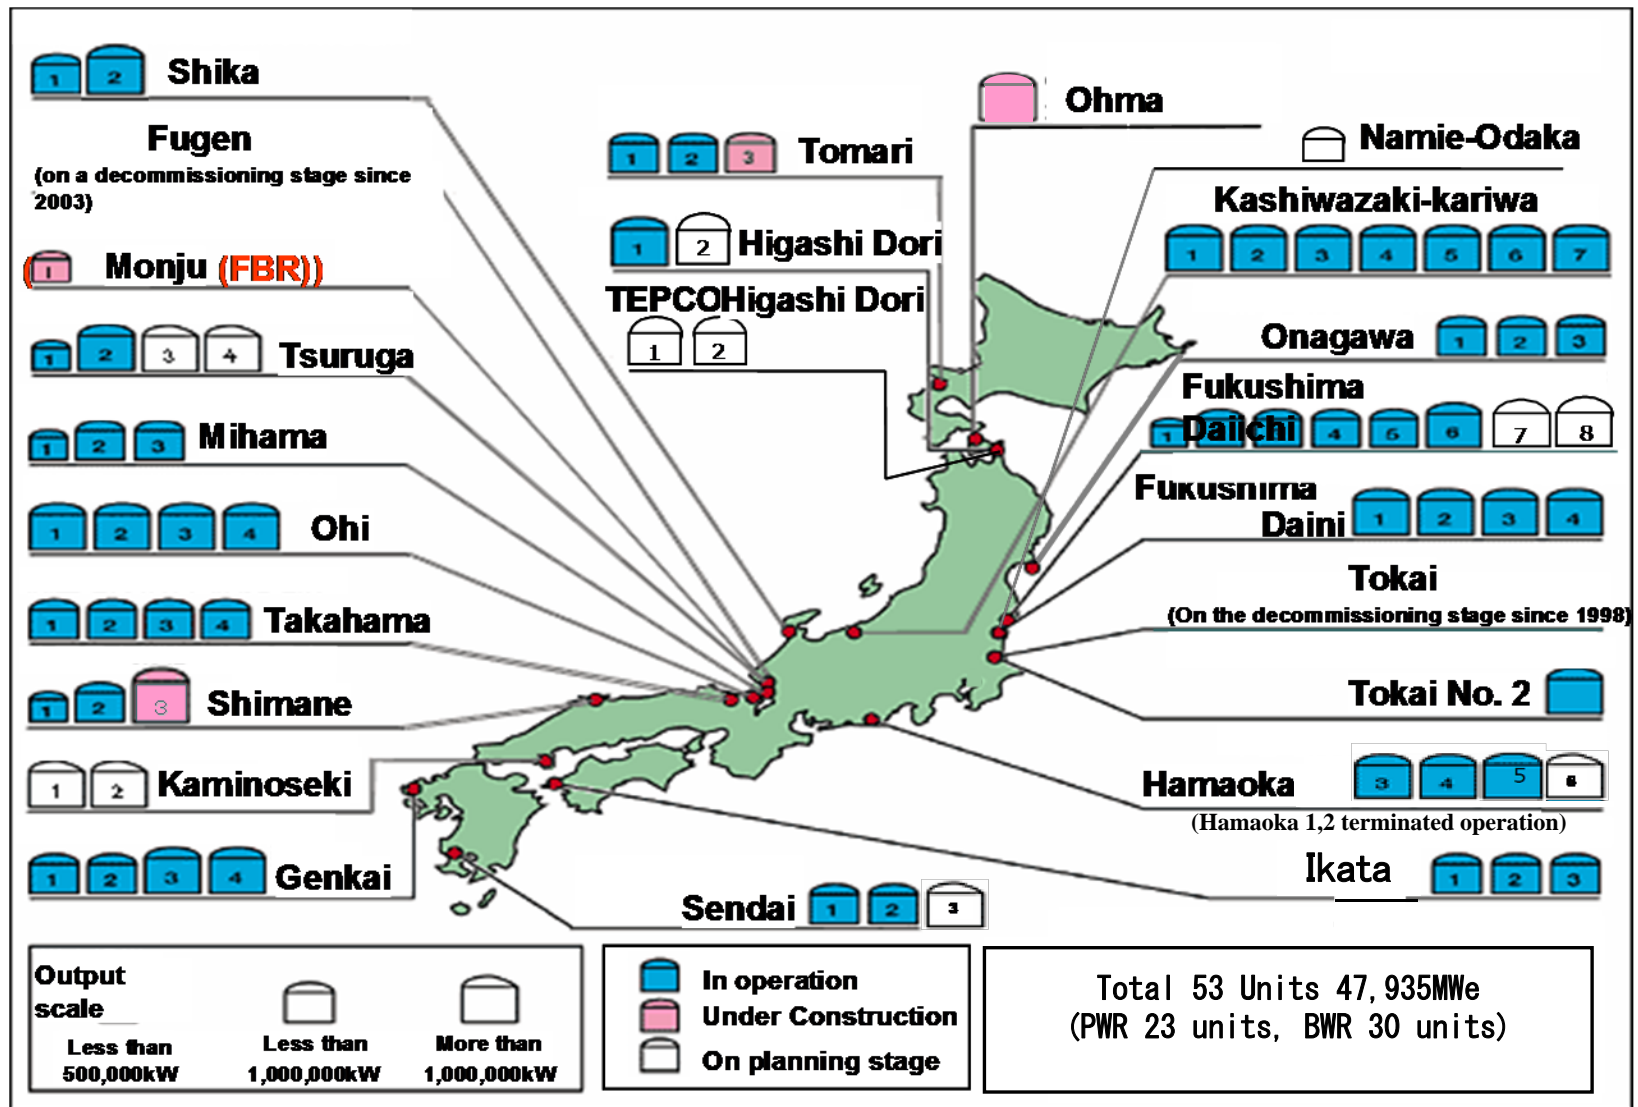 1 2 Shika
Fugen
(on a decommissioning stage since
2003)
( 1 Monju (FBR))
1 2 3 4 Tsuruga
1 2 3 Mihama
1 2 3 4 Ohi
1 2 3 4 Takahama
1 2 3 Shimane
1 2 Kaminoseki
1 2 3 4 Genkai
1 2 3 Tomari
1 2 Higashi Dori
TEPCOHigashi Dori
1 2
Ohma
Namie-Odaka
Kashiwazaki-kariwa
1 2 3 4 5 6 7
Onagawa 1 2 3
Fukushima
1 Daiichi 4 5 6 7 8
Fukushima
Daini 1 2 3 4
Tokai
(On the decommissioning stage since 1998)
Tokai No. 2
Hamaoka 3 4 5 6
(Hamaoka 1,2 terminated operation)
Ikata 1 2 3
Sendai 1 2 3
Output
scale
Less than
500,000kW
Less than
1,000,000kW
More than
1,000,000kW
In operation
Under Construction
On planning stage
Total 53 Units 47,935MWe
(PWR 23 units, BWR 30 units)